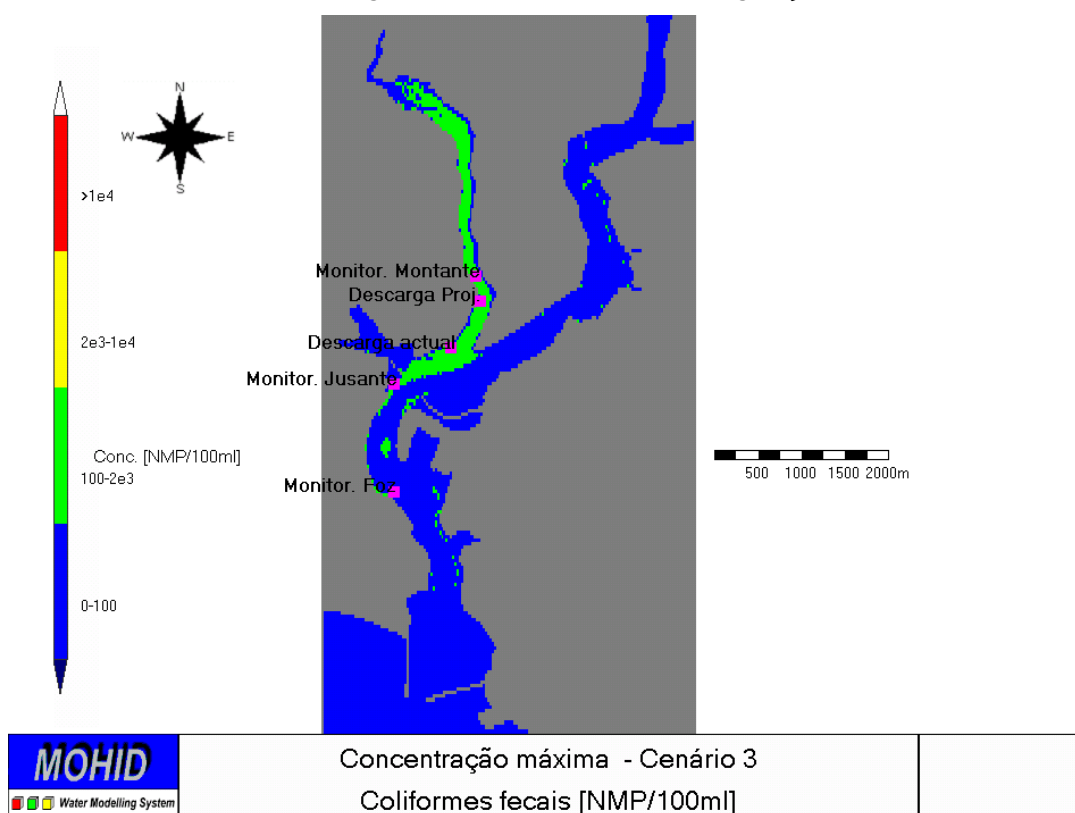 N
W
E
S
>1e4
2e3-1e4
Conc. [NMP/100ml]
100-2e3
0-100
Monitor. Montante
Descarga Proj.
Descarga actual
Monitor. Jusante
Monitor. Foz
500 1000 1500 2000m
MOHID
Water Modelling System
Concentração máxima - Cenário 3
Coliformes fecais [NMP/100ml]